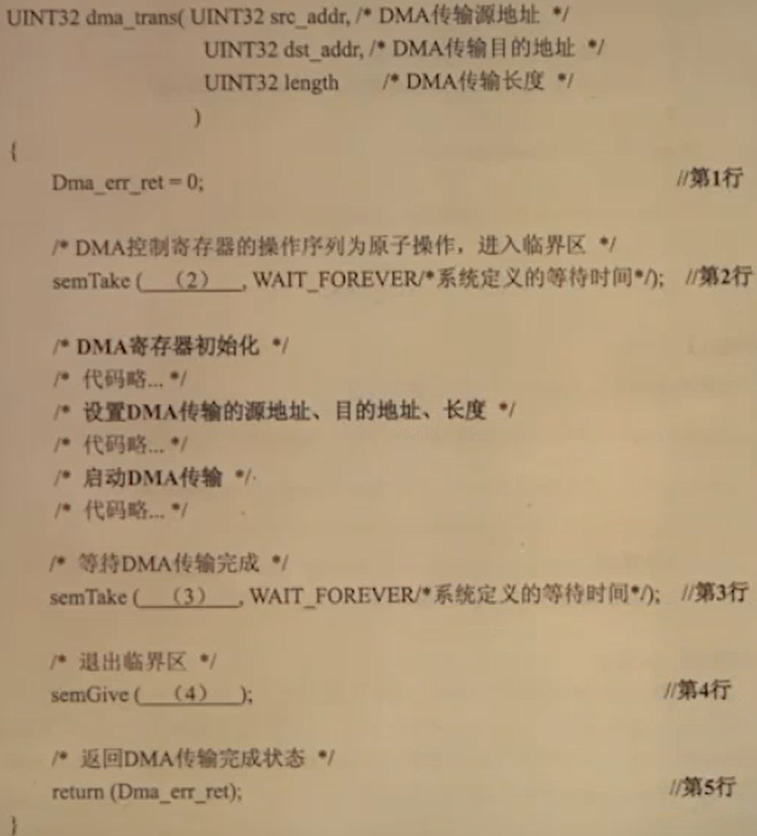 UINT32 dma_trans( UINT32 src_addr, /* DMA传输源地址 */
UINT32 dst_addr, /* DMA传输目的地址 */
UINT32 length /* DMA传输长度 */
)
{
Dma_err_ret = 0; //第1行
/* DMA控制寄存器的操作序列为原子操作，进入临界区 */
semTake ( （2） , WAIT_FOREVER/*系统定义的等待时间*/); //第2行
/* DMA寄存器初始化 */
/* 代码略... */
/* 设置DMA传输的源地址、目的地址、长度 */
/* 代码略... */
/* 启动DMA传输 */
/* 代码略... */
/* 等待DMA传输完成 */
semTake ( （3） , WAIT_FOREVER/*系统定义的等待时间*/); //第3行
/* 退出临界区 */
semGive ( （4） ); //第4行
/* 返回DMA传输完成状态 */
return (Dma_err_ret); //第5行
}